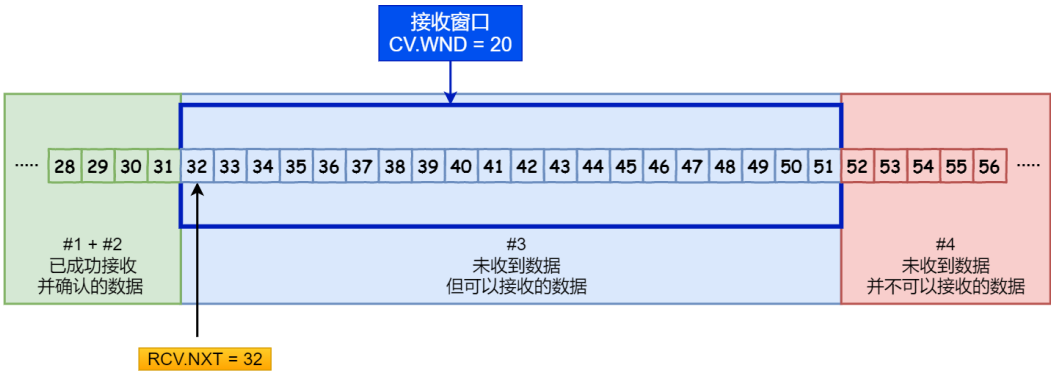 接收窗口
CV.WND = 20
..... 28 29 30 31 32 33 34 35 36 37 38 39 40 41 42 43 44 45 46 47 48 49 50 51 52 53 54 55 56 .....
#1 + #2
已成功接收
并确认的数据
#3
未收到数据
但可以接收的数据
#4
未收到数据
并不可以接收的数据
RCV.NXT = 32